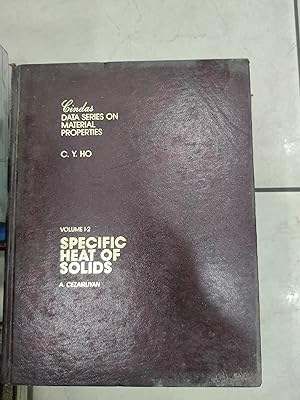 Cindas
DATA SERIES ON
MATERIAL
PROPERTIES
C. Y. HO
VOLUME I-2
SPECIFIC
HEAT OF
SOLIDS
A. CEZAIRLIYAN